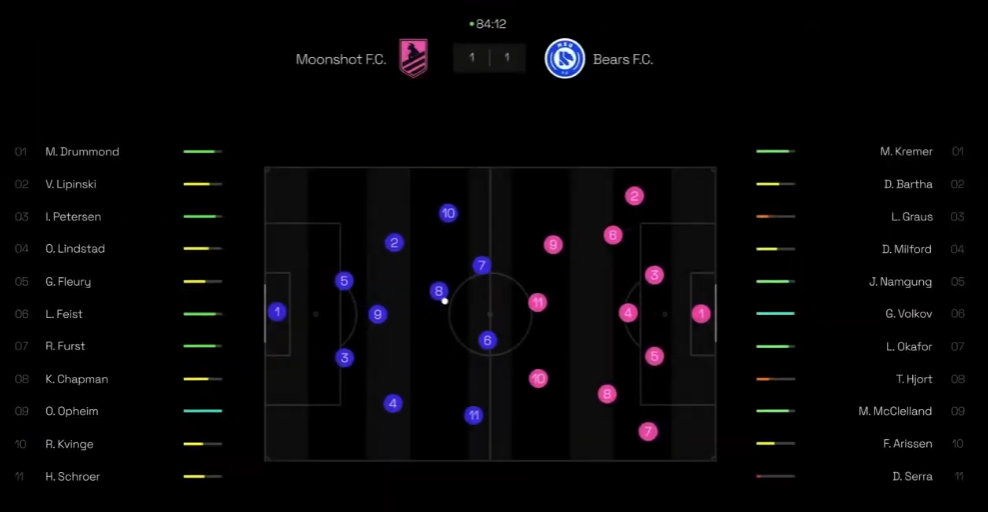 84:12
Moonshot F.C. 1 | 1 MSG Bears F.C.
01 M. Drummond
02 V. Lipinski
03 I. Petersen
04 O. Lindstad
05 G. Fleury
06 L. Feist
07 R. Furst
08 K. Chapman
09 O. Opheim
10 R. Kvinge
11 H. Schroer
2
10
2
6
9
7
5
3
8
11
1
9
4
1
6
3
5
10
8
4
11
7
M. Kremer 01
D. Bartha 02
L. Graus 03
D. Milford 04
J. Namgung 05
G. Volkov 06
L. Okafor 07
T. Hjort 08
M. McClelland 09
F. Arissen 10
D. Serra 11